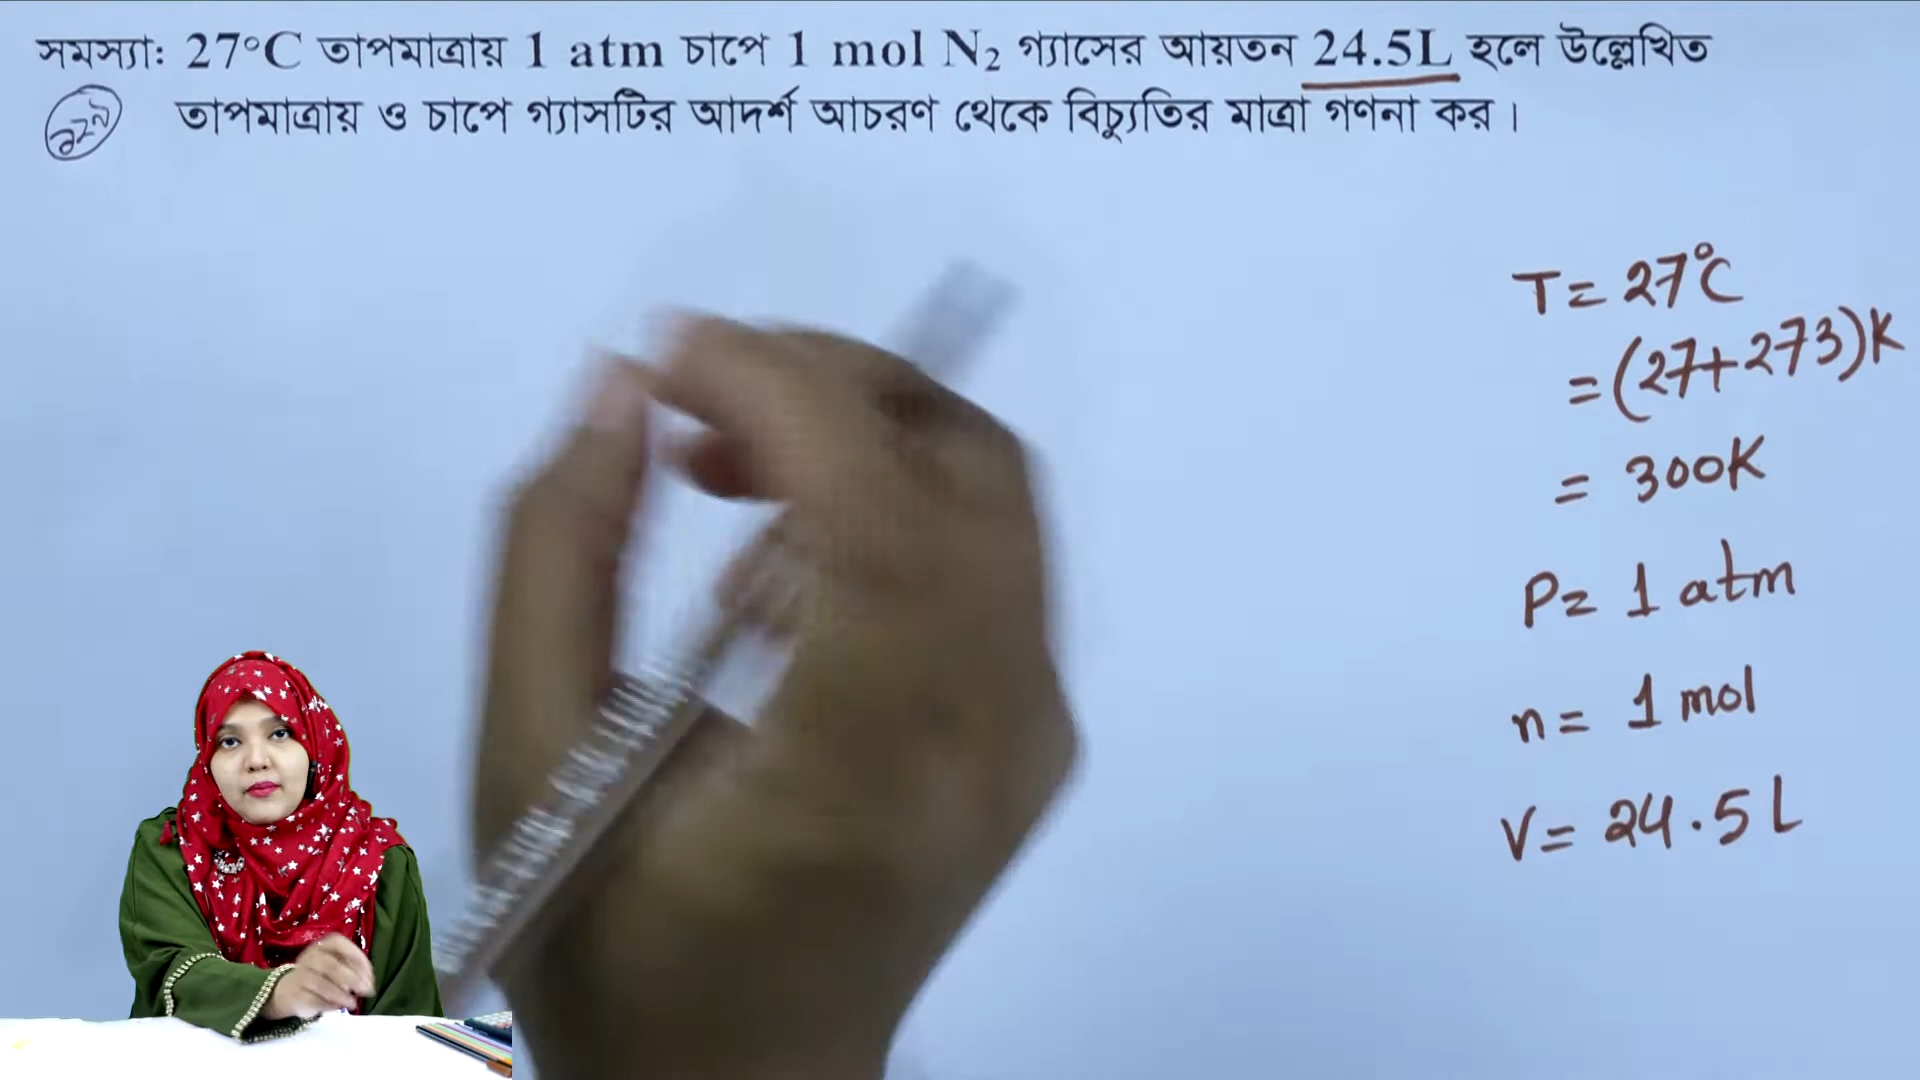 সমস্যাঃ 27°C তাপমাত্রায় 1 atm চাপে 1 mol N₂ গ্যাসের আয়তন 24.5L হলে উল্লেখিত
তাপমাত্রায় ও চাপে গ্যাসটির আদর্শ আচরণ থেকে বিচ্যুতির মাত্রা গণনা কর।
T = 27°C
= (27+273)K
= 300K
P = 1 atm
n = 1 mol
V = 24.5 L